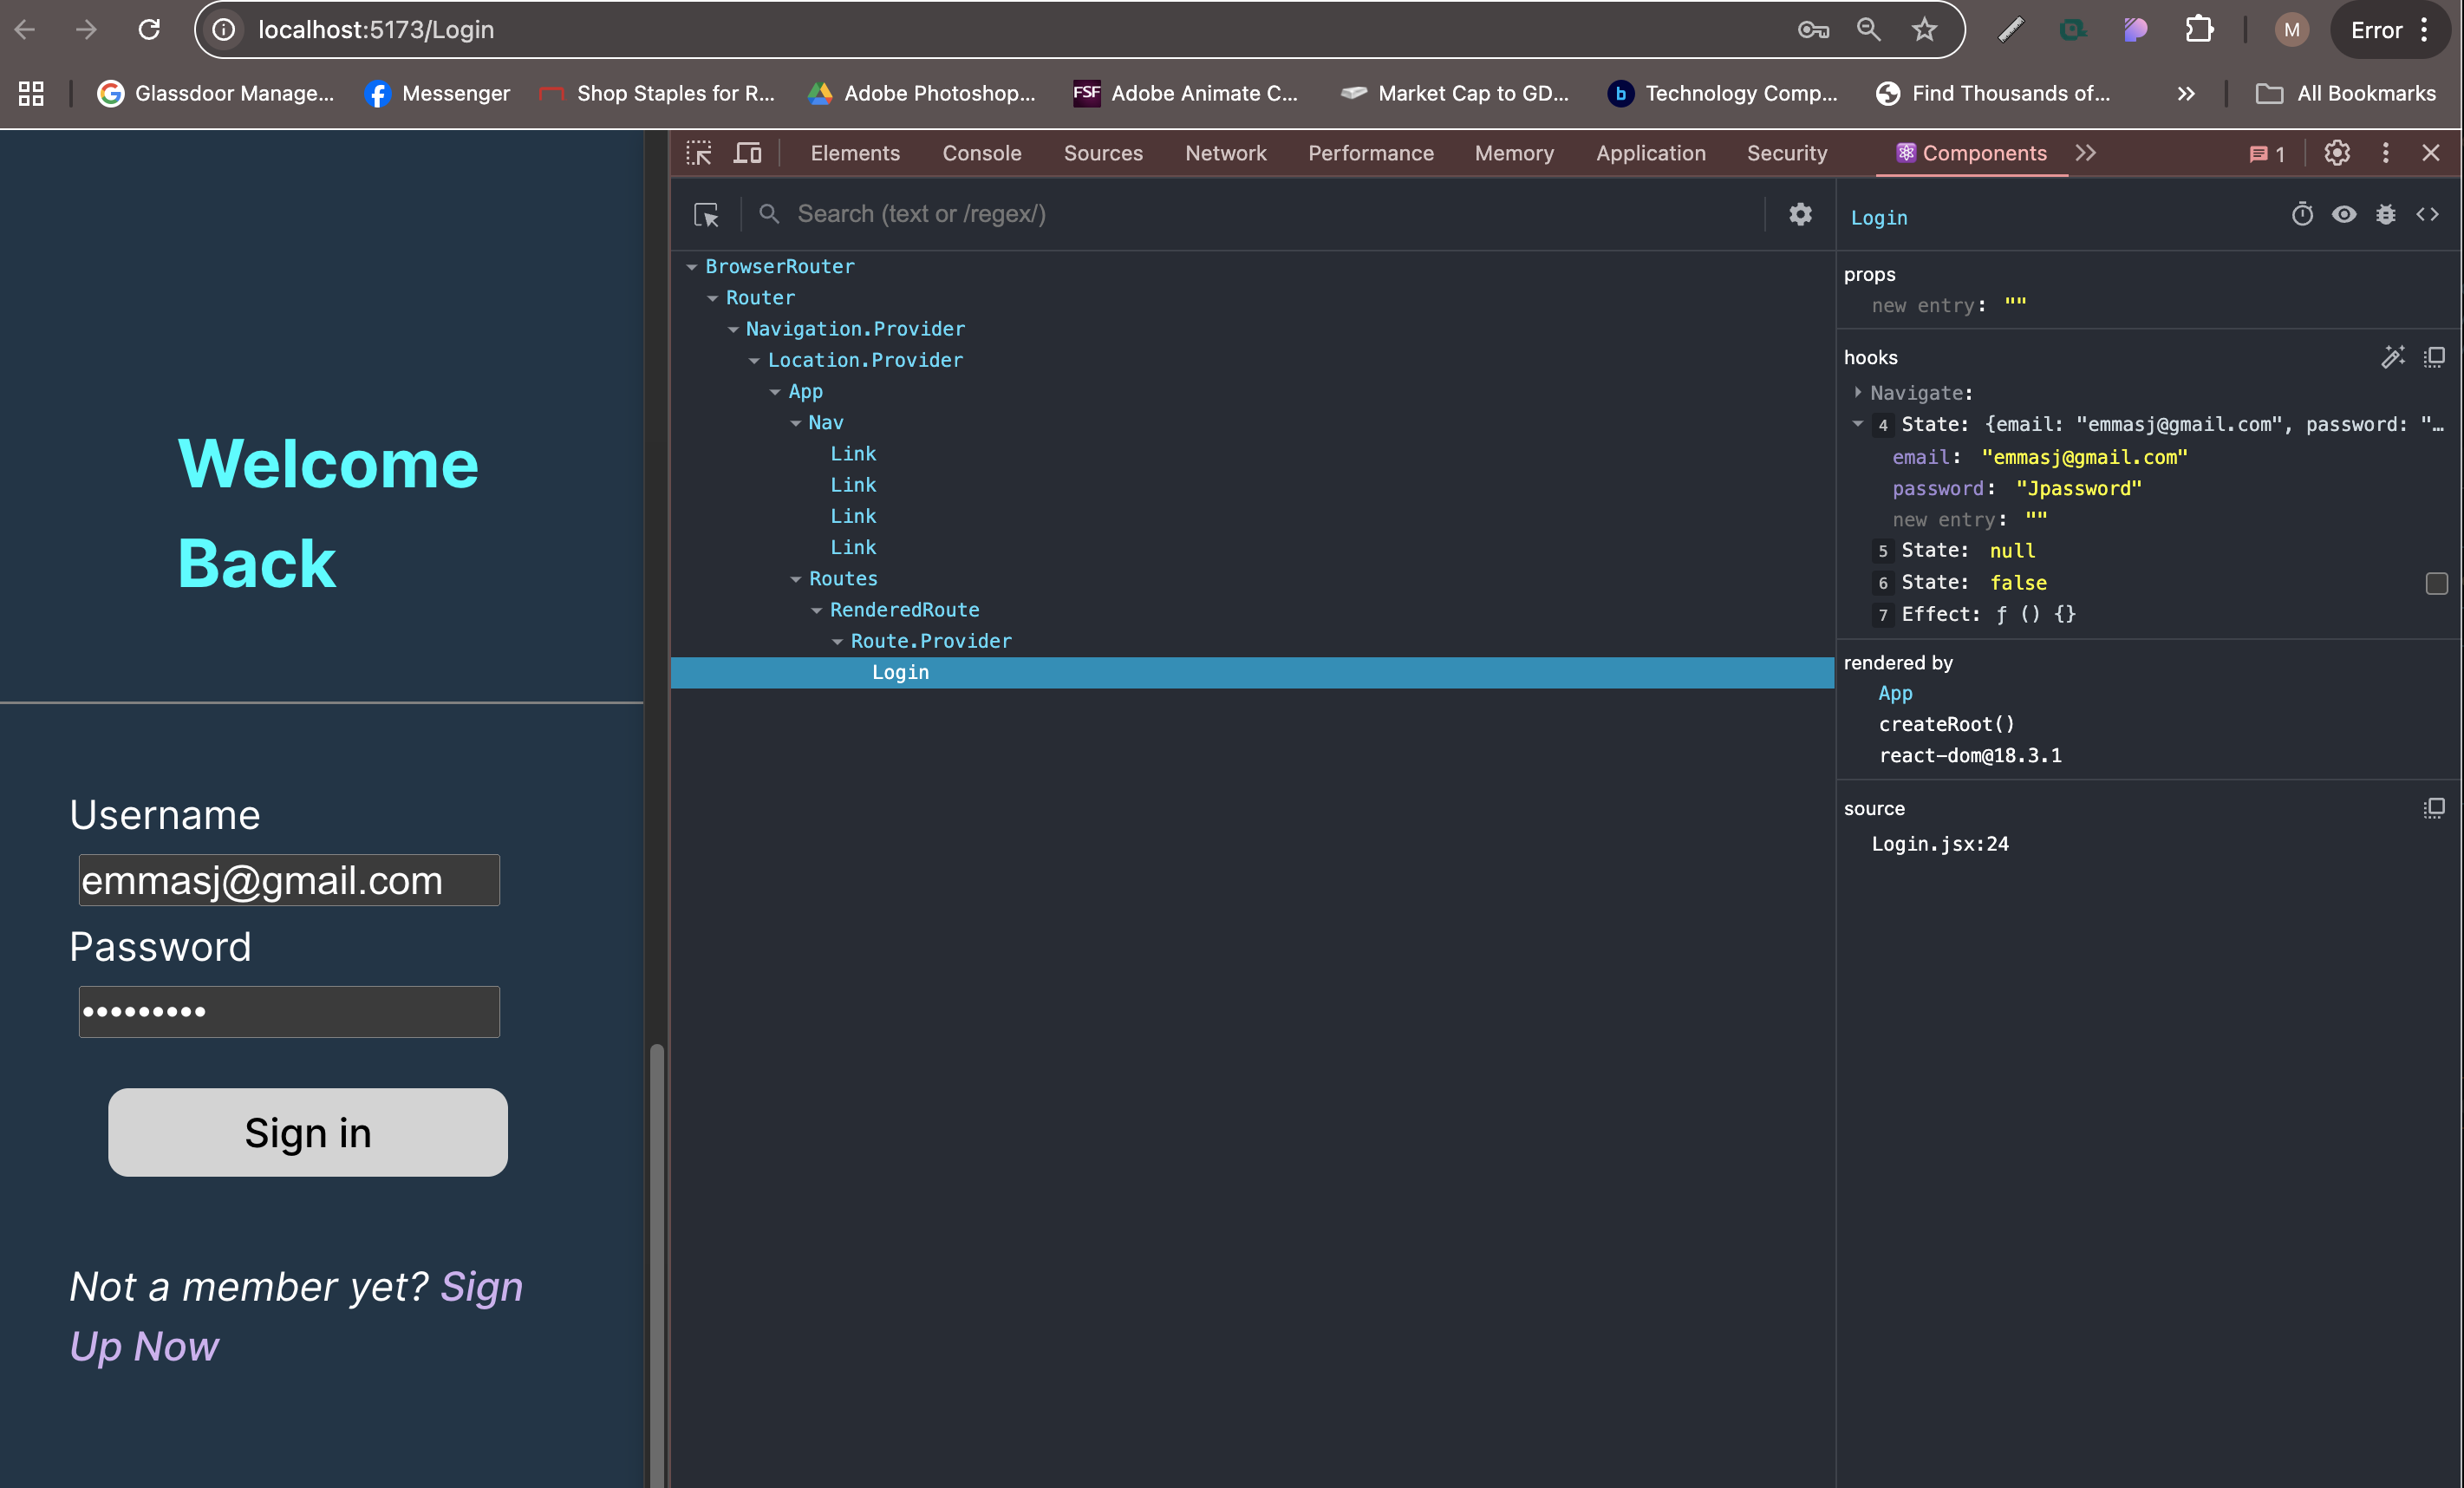 localhost:5173/Login
M
Error
Glassdoor Manage...
Messenger
Shop Staples for R...
Adobe Photoshop...
FSF Adobe Animate C...
Market Cap to GD...
b Technology Comp...
Find Thousands of...
All Bookmarks
Elements
Console
Sources
Network
Performance
Memory
Application
Security
Components
1
Search (text or /regex/)
BrowserRouter
Router
Navigation.Provider
Location.Provider
App
Nav
Link
Link
Link
Link
Routes
RenderedRoute
Route.Provider
Login
Login
props
new entry: ""
hooks
Navigate:
4 State: {email: "emmasj@gmail.com", password: "…
email: "emmasj@gmail.com"
password: "Jpassword"
new entry: ""
5 State: null
6 State: false
7 Effect: ƒ () {}
rendered by
App
createRoot()
react-dom@18.3.1
source
Login.jsx:24
Welcome
Back
Username
emmasj@gmail.com
Password
•••••••••
Sign in
Not a member yet? Sign
Up Now